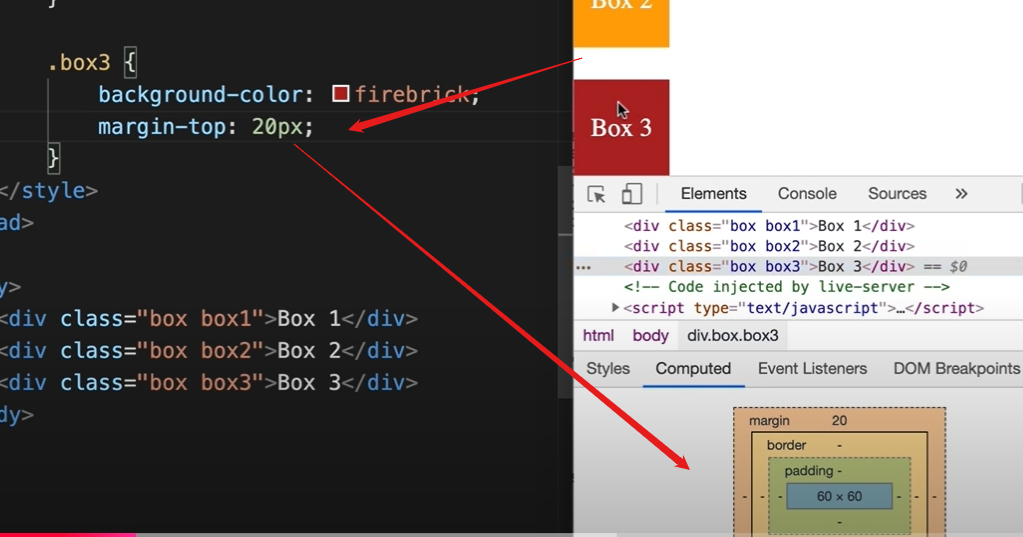 }
.box3 {
background-color: firebrick;
margin-top: 20px;
}
</style>
ad>
y>
<div class="box box1">Box 1</div>
<div class="box box2">Box 2</div>
<div class="box box3">Box 3</div>
dy>
Box 2
Box 3
Elements Console Sources »
<div class="box box1">Box 1</div>
<div class="box box2">Box 2</div>
... <div class="box box3">Box 3</div> == $0
<!-- Code injected by live-server -->
▶<script type="text/javascript">…</script>
html body div.box.box3
Styles Computed Event Listeners DOM Breakpoints
margin 20
border -
padding -
- - - 60 × 60 - - -
-